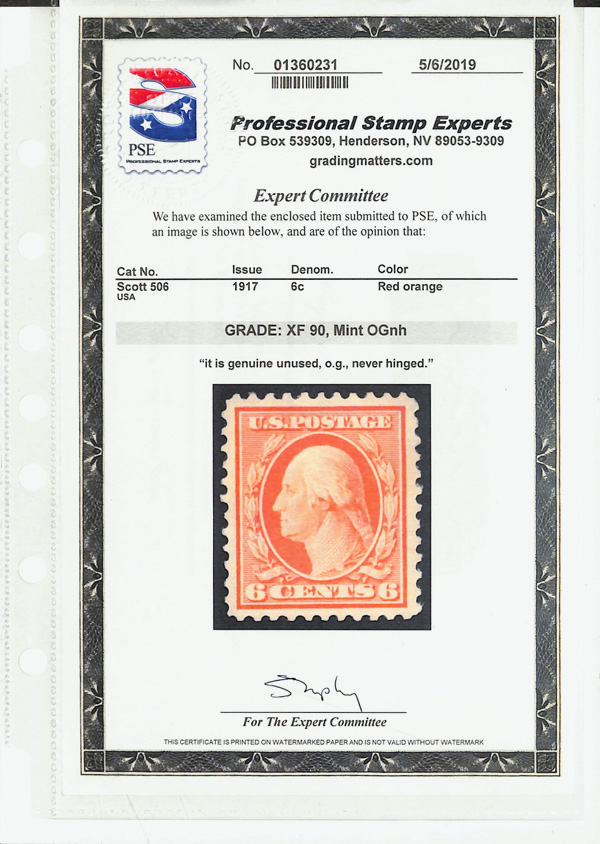 No. 01360231 5/6/2019
PSE
PROFESSIONAL STAMP EXPERTS
Professional Stamp Experts
PO Box 539309, Henderson, NV 89053-9309
gradingmatters.com
Expert Committee
We have examined the enclosed item submitted to PSE, of which
an image is shown below, and are of the opinion that:
Cat No. Issue Denom. Color
Scott 506 1917 6c Red orange
USA
GRADE: XF 90, Mint OGnh
“it is genuine unused, o.g., never hinged.”
U.S. POSTAGE
6 CENTS 6
For The Expert Committee
THIS CERTIFICATE IS PRINTED ON WATERMARKED PAPER AND IS NOT VALID WITHOUT WATERMARK